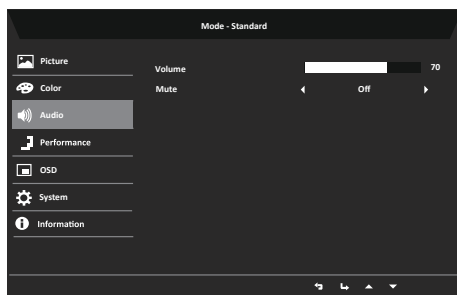 Mode - Standard
Picture
Volume 70
Color
Mute Off
Audio
Performance
OSD
System
Information